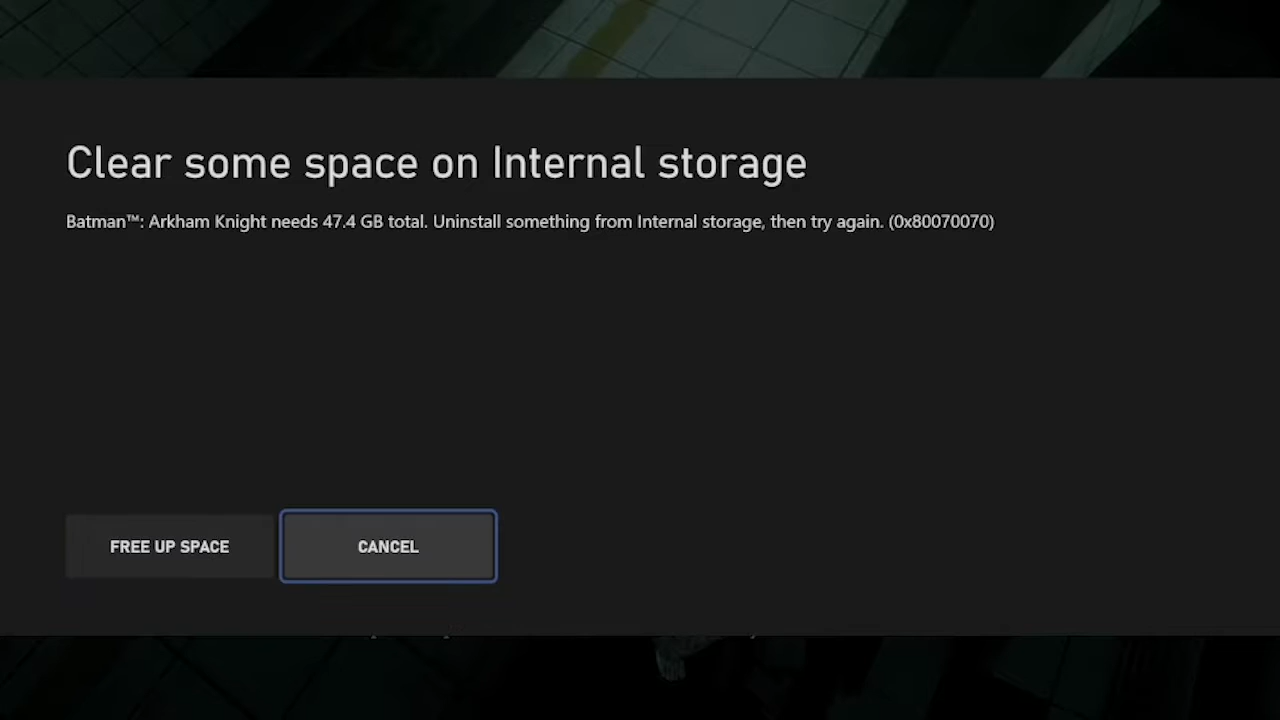 Clear some space on Internal storage
Batman™: Arkham Knight needs 47.4 GB total. Uninstall something from Internal storage, then try again. (0x80070070)
FREE UP SPACE
CANCEL